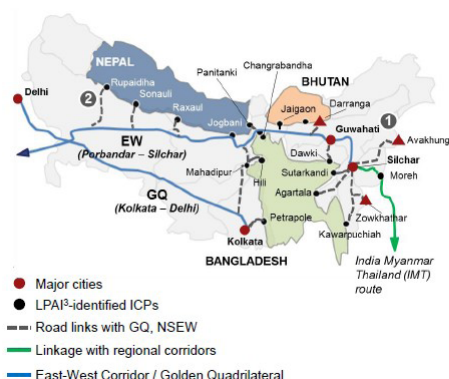 NEPAL
Changrabandha
Panitanki
BHUTAN
Delhi
Rupaidiha
Sonauli
Jaigaon
Darranga
2
Raxaul
1
Jogbani
Guwahati
Avakhung
EW
(Porbandar – Silchar)
Dawki
Silchar
Mahadipur
Sutarkandi
Hili
Moreh
GQ
Agartala
(Kolkata – Delhi)
Petrapole
Zowkhathar
Kolkata
Kawarpuchiah
BANGLADESH
India Myanmar
Thailand (IMT)
route
Major cities
LPAI³-identified ICPs
Road links with GQ, NSEW
Linkage with regional corridors
East-West Corridor / Golden Quadrilateral